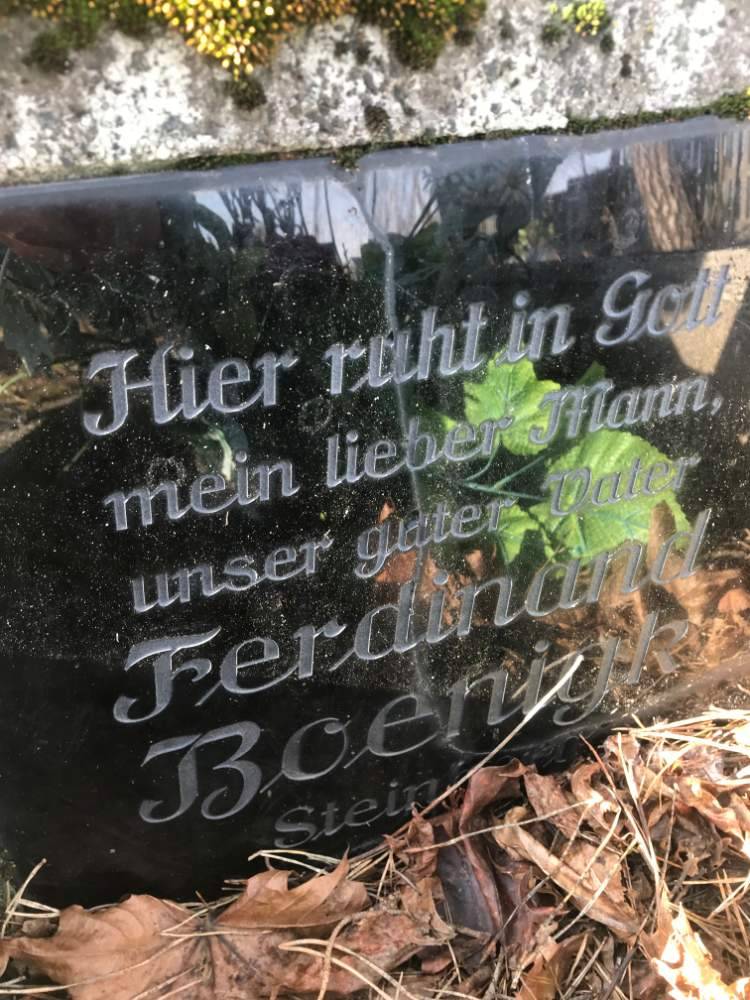 Hier ruht in Gott
mein lieber Mann,
unser guter Vater
Ferdinand
Boenigk